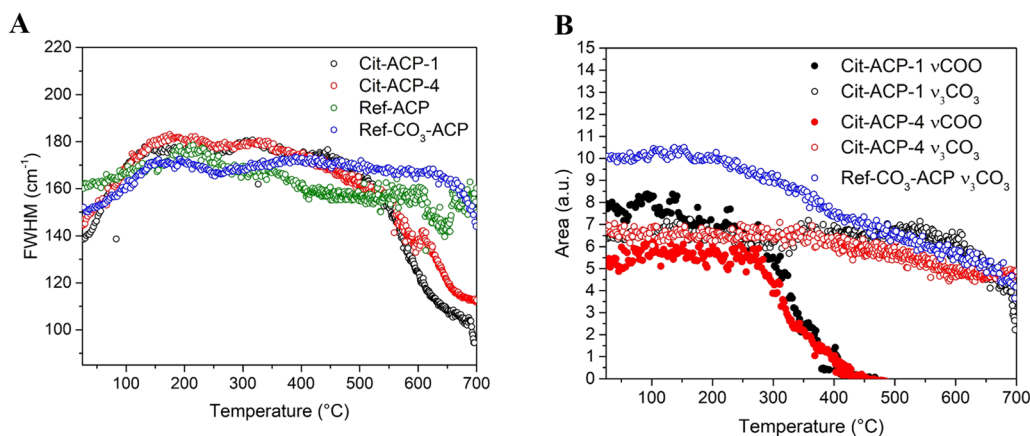 A
FWHM (cm⁻¹)
220
200
180
160
140
120
100
Cit-ACP-1
Cit-ACP-4
Ref-ACP
Ref-CO₃-ACP
100 200 300 400 500 600 700
Temperature (°C)
B
Area (a.u.)
15
14
13
12
11
10
9
8
7
6
5
4
3
2
1
0
Cit-ACP-1 νCOO
Cit-ACP-1 ν₃CO₃
Cit-ACP-4 νCOO
Cit-ACP-4 ν₃CO₃
Ref-CO₃-ACP ν₃CO₃
100 200 300 400 500 600 700
Temperature (°C)